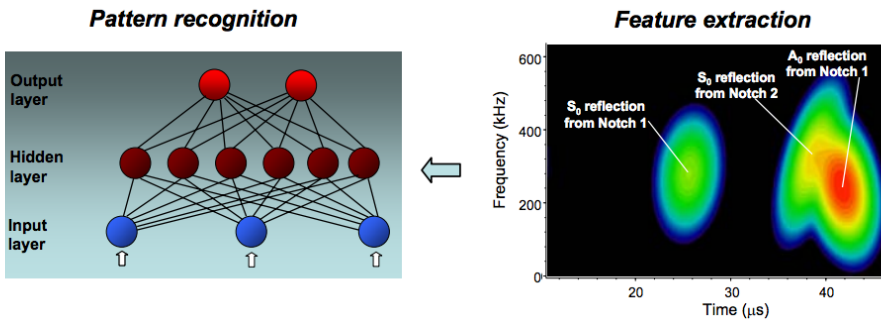 Pattern recognition
Output
layer
Hidden
layer
Input
layer
Feature extraction
Frequency (kHz)
600
400
200
0
S₀ reflection
from Notch 1
S₀ reflection
from Notch 2
A₀ reflection
from Notch 1
20
30
40
Time (μs)